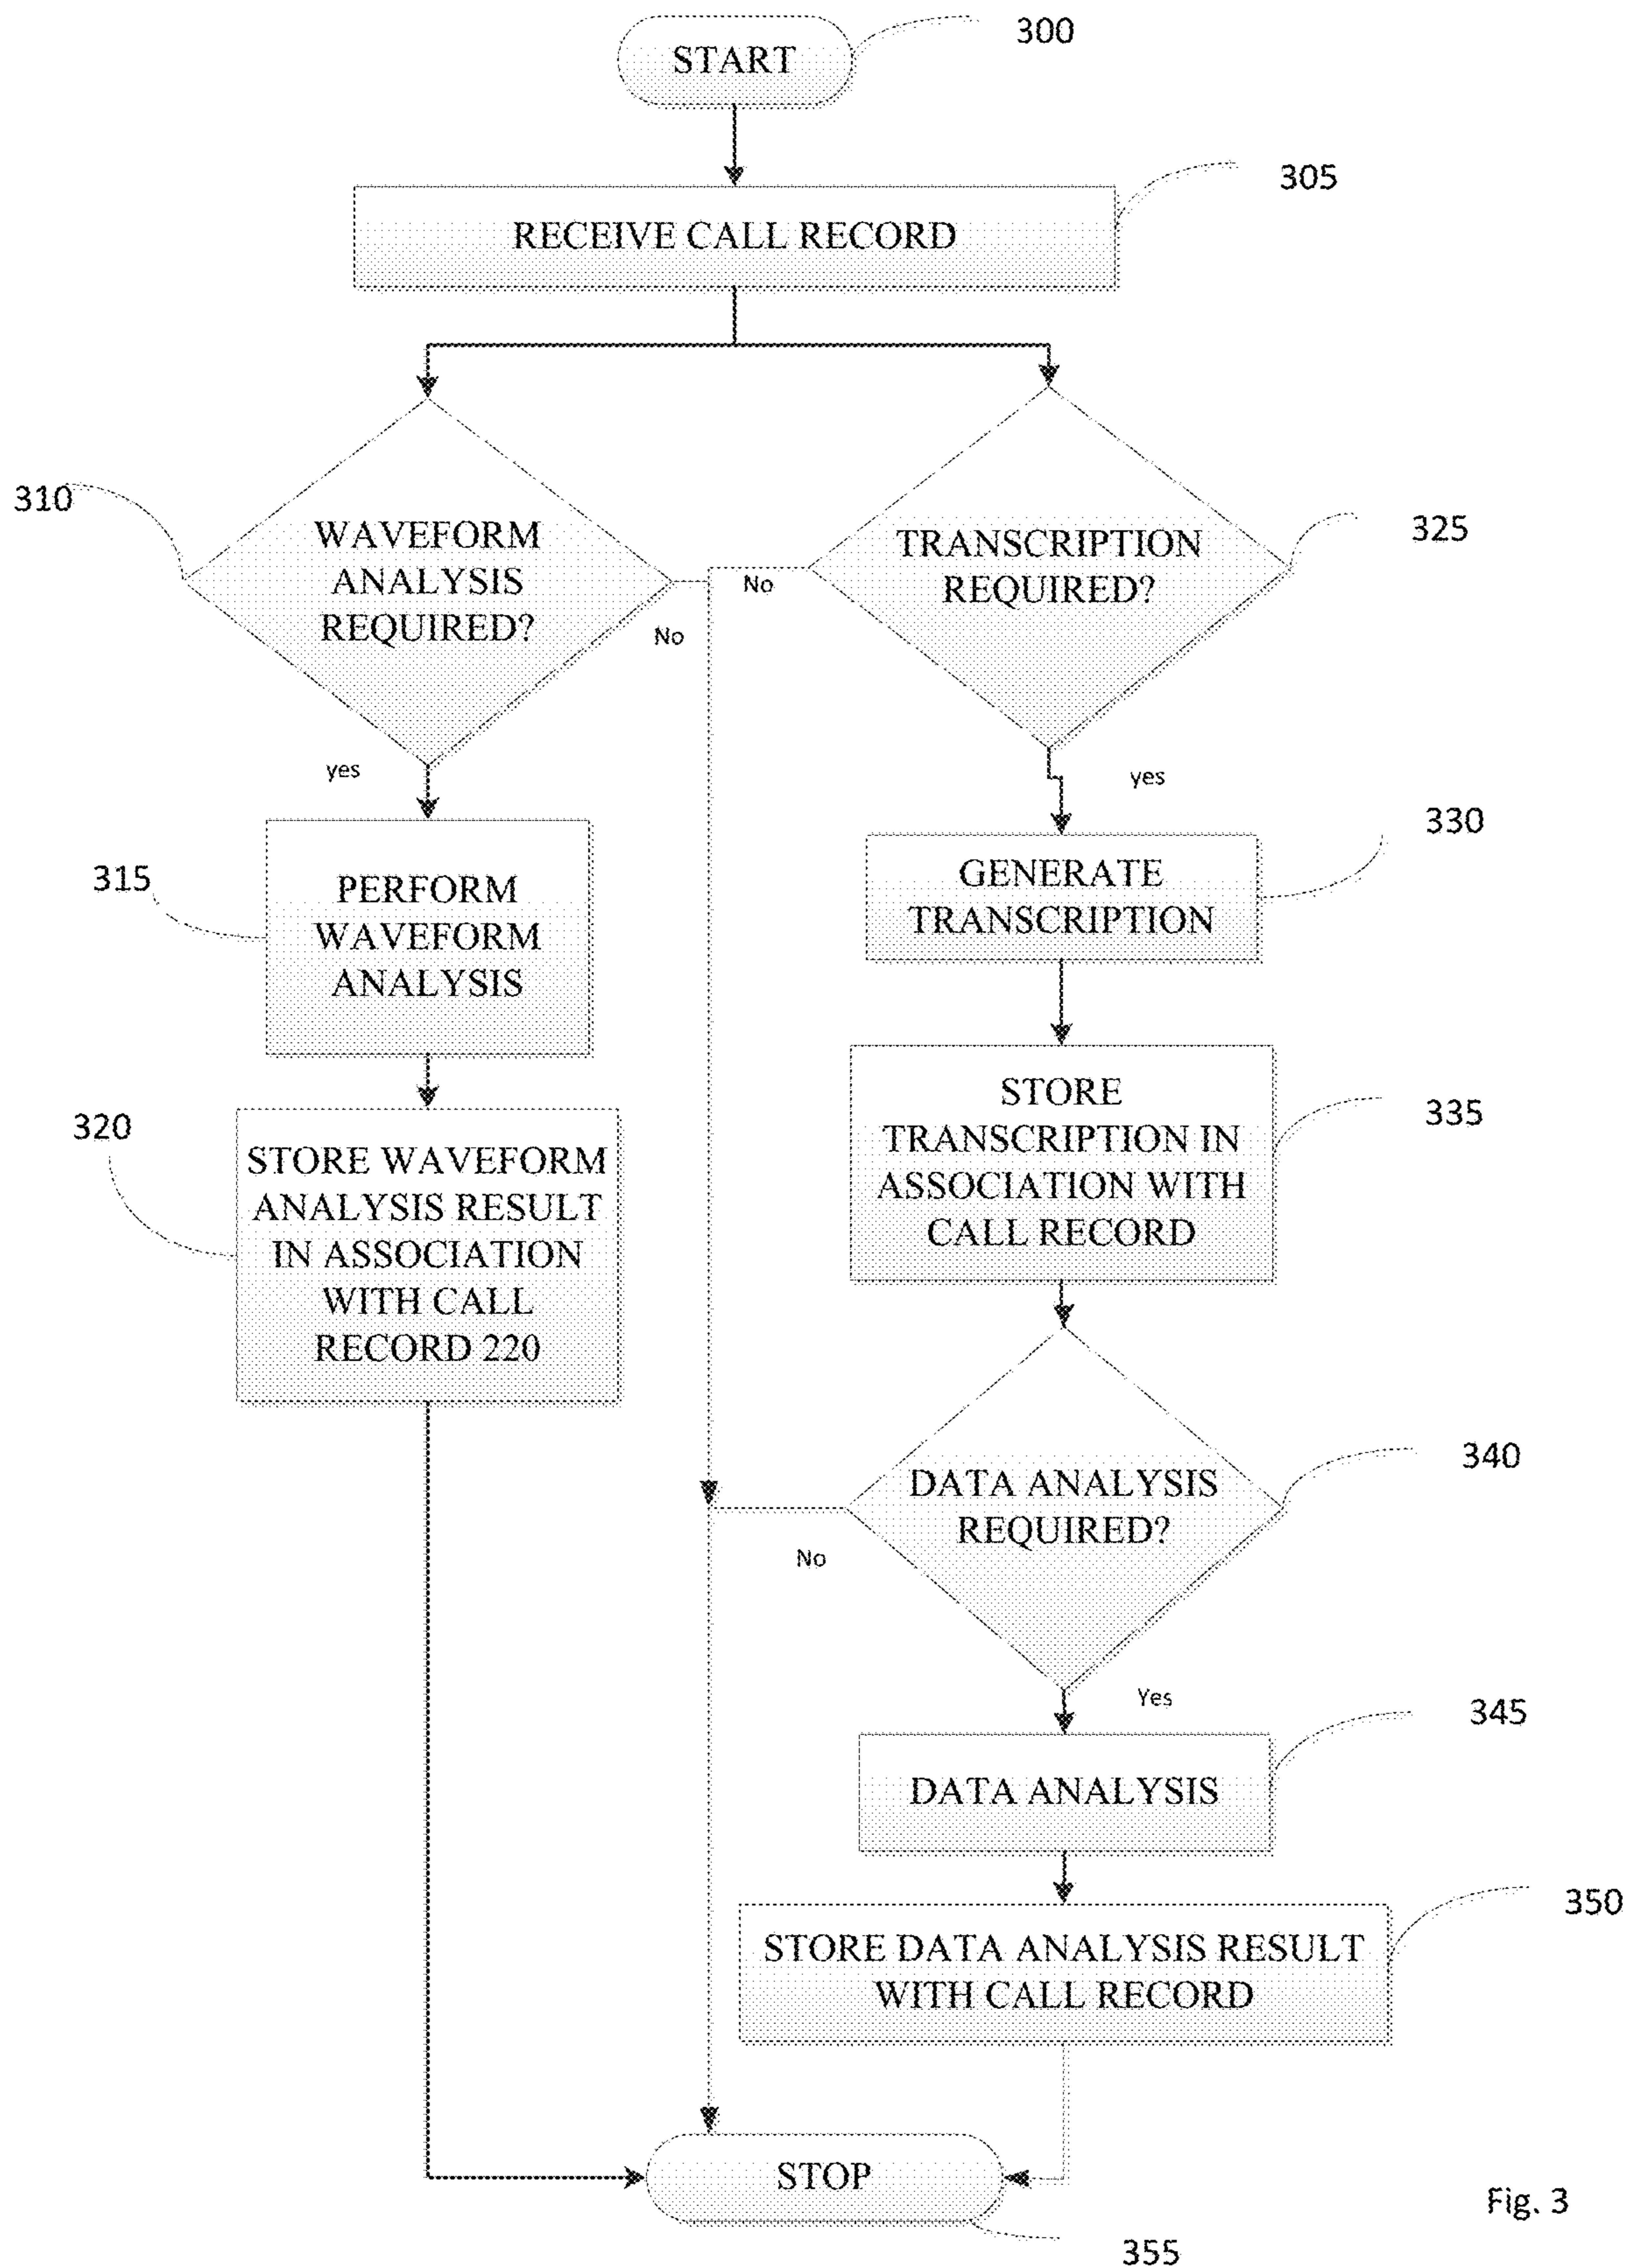 START
300
RECEIVE CALL RECORD
305
310
WAVEFORM
ANALYSIS
REQUIRED?
No
yes
TRANSCRIPTION
REQUIRED?
325
No
yes
315
PERFORM
WAVEFORM
ANALYSIS
GENERATE
TRANSCRIPTION
330
320
STORE WAVEFORM
ANALYSIS RESULT
IN ASSOCIATION
WITH CALL
RECORD 220
STORE
TRANSCRIPTION IN
ASSOCIATION WITH
CALL RECORD
335
DATA ANALYSIS
REQUIRED?
340
No
Yes
DATA ANALYSIS
345
STORE DATA ANALYSIS RESULT
WITH CALL RECORD
350
STOP
355
Fig. 3